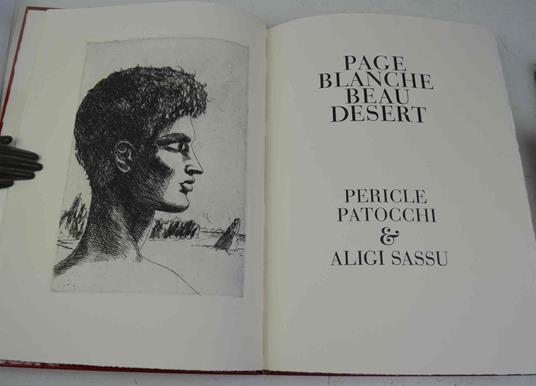 PAGE
BLANCHE
BEAU
DESERT
PERICLE
PATOCCHI
&
ALIGI SASSU